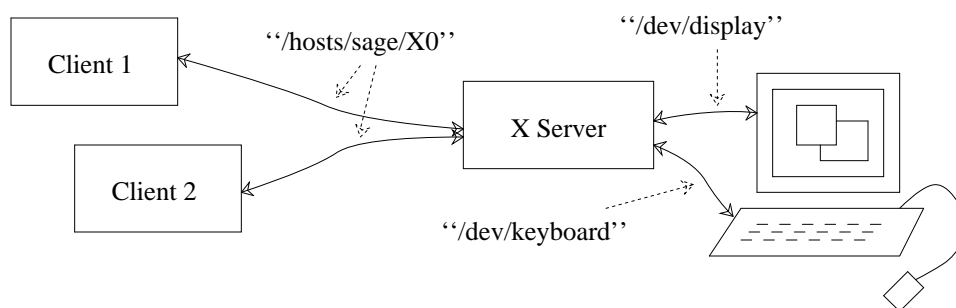 ‘‘/hosts/sage/X0’’
‘‘/dev/display’’
Client 1
X Server
Client 2
‘‘/dev/keyboard’’